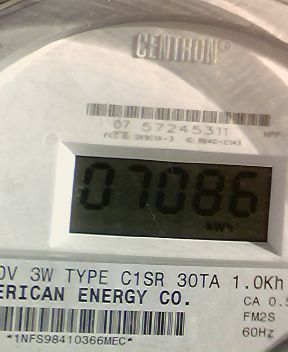 CENTRON®
07 57245311
07086
kWh
0V 3W TYPE C1SR 30TA 1.0Kh
ERICAN ENERGY CO.
CA 0.5
FM2S
60Hz
*1NFS98410366MEC*